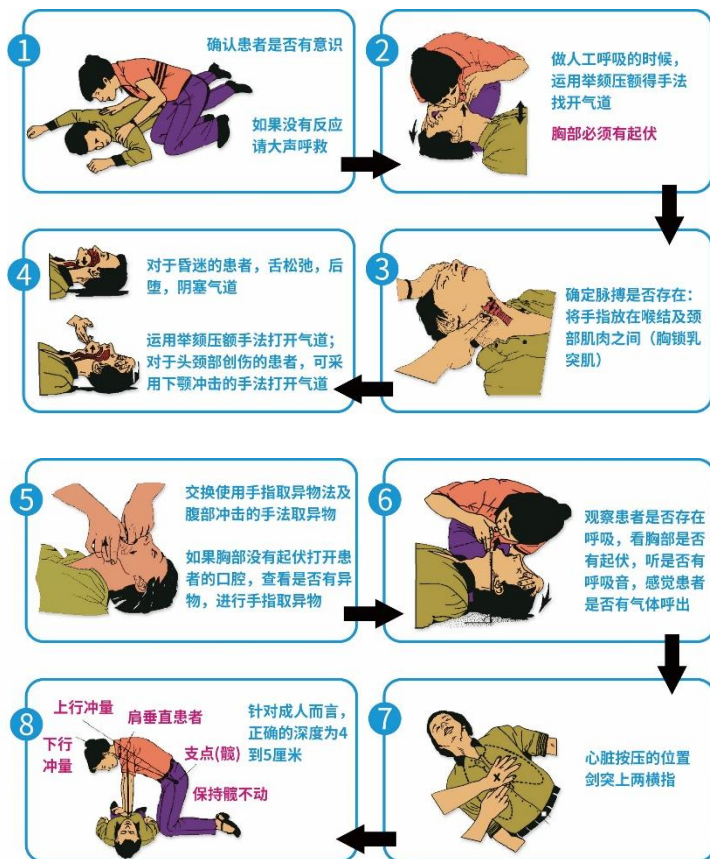 1
确认患者是否有意识
如果没有反应
请大声呼救
2
做人工呼吸的时候，
运用举颏压额得手法
找开气道
胸部必须有起伏
3
确定脉搏是否存在：
将手指放在喉结及颈
部肌肉之间（胸锁乳
突肌）
4
对于昏迷的患者，舌松弛，后
堕，阴塞气道
运用举颏压额手法打开气道；
对于头颈部创伤的患者，可采
用下颚冲击的手法打开气道
5
交换使用手指取异物法及
腹部冲击的手法取异物
如果胸部没有起伏打开患
者的口腔，查看是否有异
物，进行手指取异物
6
观察患者是否存在
呼吸，看胸部是否
有起伏，听是否有
呼吸音，感觉患者
是否有气体呼出
7
心脏按压的位置
剑突上两横指
8
上行冲量
肩垂直患者
下行
冲量
支点(髋)
保持髋不动
针对成人而言，
正确的深度为4
到5厘米